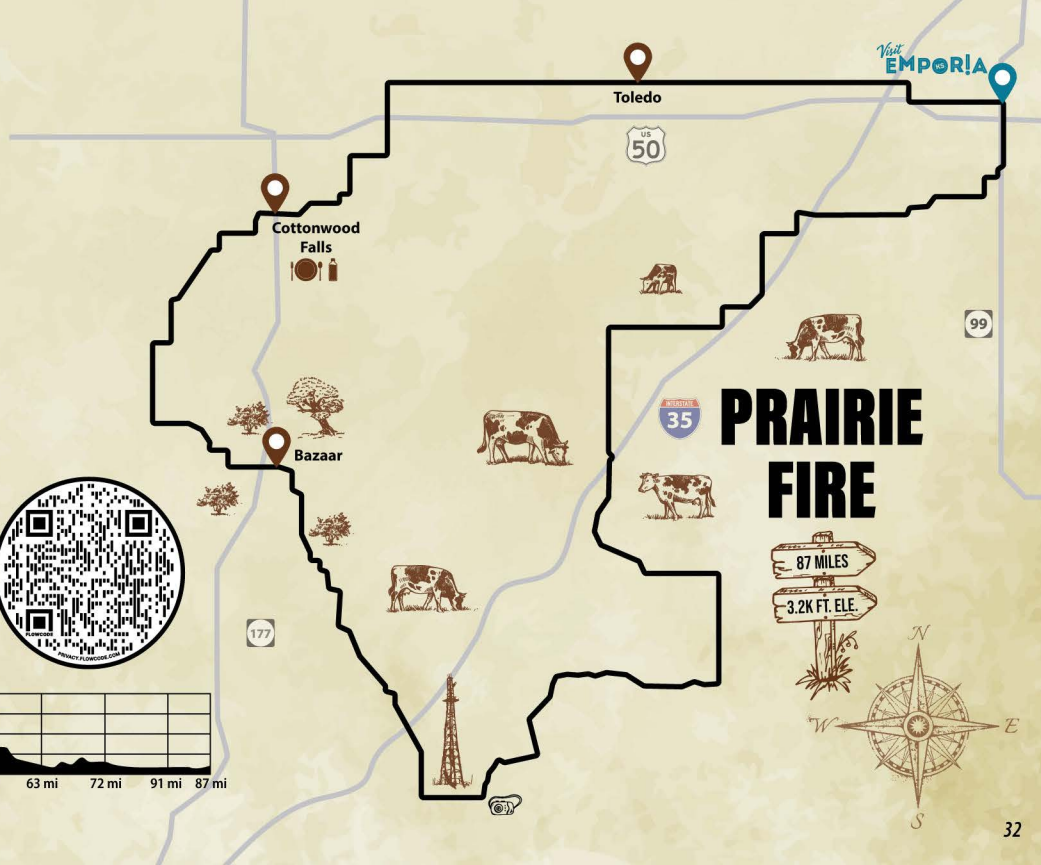 Visit
EMPORIA
KS
Toledo
US
50
Cottonwood
Falls
99
INTERSTATE
35
PRAIRIE
FIRE
Bazaar
87 MILES
3.2K FT. ELE.
FLOWCODE
PRIVACY.FLOWCODE.COM
177
N
W
E
S
63 mi
72 mi
91 mi
87 mi
32